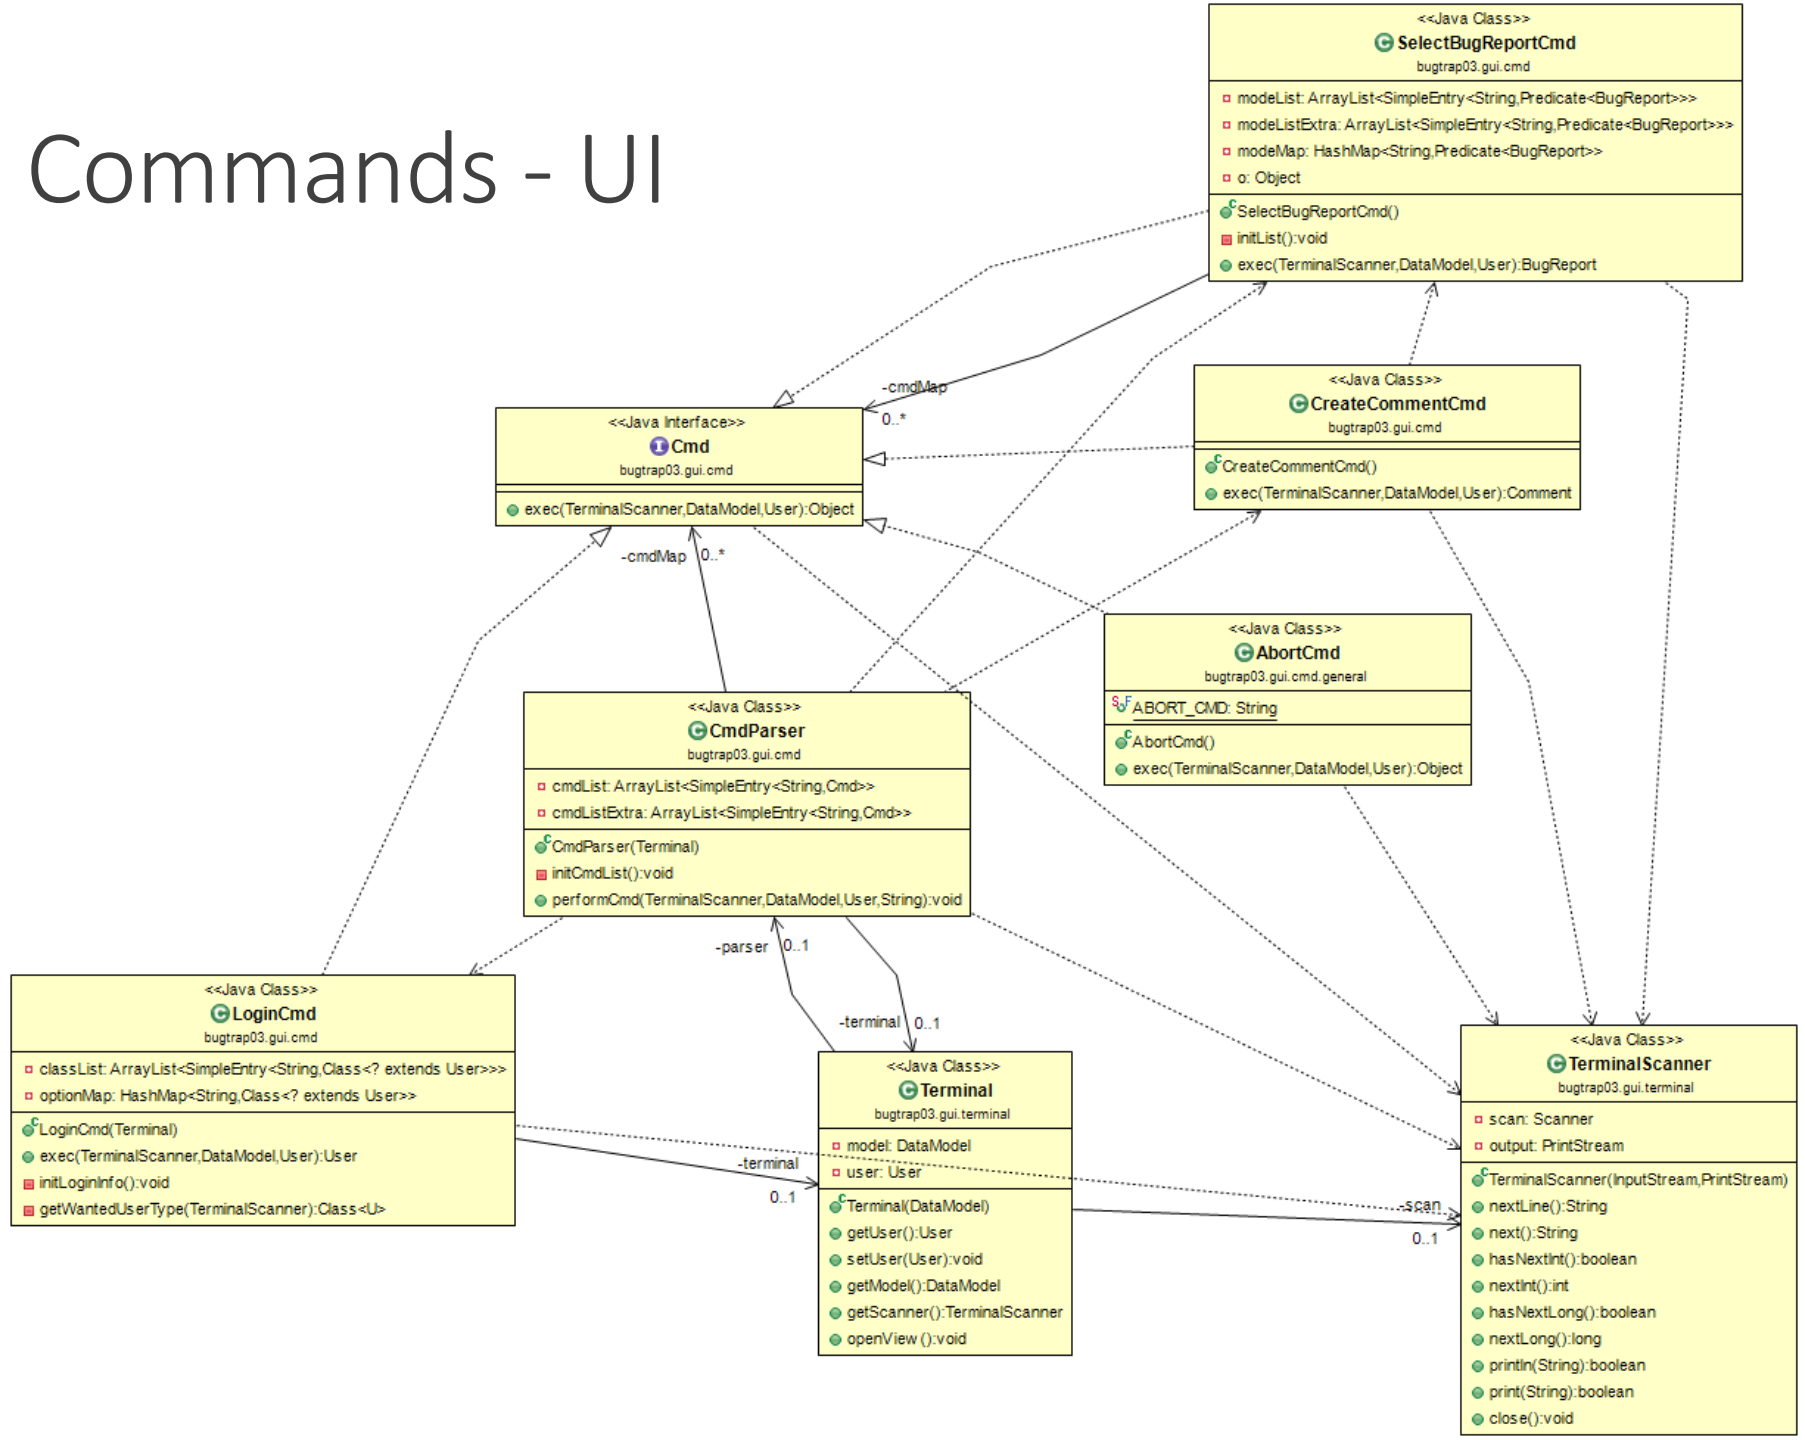 Commands - UI
<<Java Class>>
SelectBugReportCmd
bugtrap03.gui.cmd
modeList: ArrayList<SimpleEntry<String,Predicate<BugReport>>>
modeListExtra: ArrayList<SimpleEntry<String,Predicate<BugReport>>>
modeMap: HashMap<String,Predicate<BugReport>>
o: Object
SelectBugReportCmd()
initList():void
exec(TerminalScanner,DataModel,User):BugReport
-cmdMap
0..*
<<Java Class>>
CreateCommentCmd
bugtrap03.gui.cmd
CreateCommentCmd()
exec(TerminalScanner,DataModel,User):Comment
<<Java Interface>>
Cmd
bugtrap03.gui.cmd
exec(TerminalScanner,DataModel,User):Object
-cmdMap 0..*
<<Java Class>>
AbortCmd
bugtrap03.gui.cmd.general
ABORT_CMD: String
AbortCmd()
exec(TerminalScanner,DataModel,User):Object
<<Java Class>>
CmdParser
bugtrap03.gui.cmd
cmdList: ArrayList<SimpleEntry<String,Cmd>>
cmdListExtra: ArrayList<SimpleEntry<String,Cmd>>
CmdParser(Terminal)
initCmdList():void
performCmd(TerminalScanner,DataModel,User,String):void
-parser 0..1
-terminal 0..1
<<Java Class>>
LoginCmd
bugtrap03.gui.cmd
classList: ArrayList<SimpleEntry<String,Class<? extends User>>>
optionMap: HashMap<String,Class<? extends User>>
LoginCmd(Terminal)
exec(TerminalScanner,DataModel,User):User
initLoginInfo():void
getWantedUserType(TerminalScanner):Class<U>
-terminal
0..1
<<Java Class>>
Terminal
bugtrap03.gui.terminal
model: DataModel
user: User
Terminal(DataModel)
getUser():User
setUser(User):void
getModel():DataModel
getScanner():TerminalScanner
openView():void
-scan
0..1
<<Java Class>>
TerminalScanner
bugtrap03.gui.terminal
scan: Scanner
output: PrintStream
TerminalScanner(InputStream,PrintStream)
nextLine():String
next():String
hasNextInt():boolean
nextInt():int
hasNextLong():boolean
nextLong():long
println(String):boolean
print(String):boolean
close():void